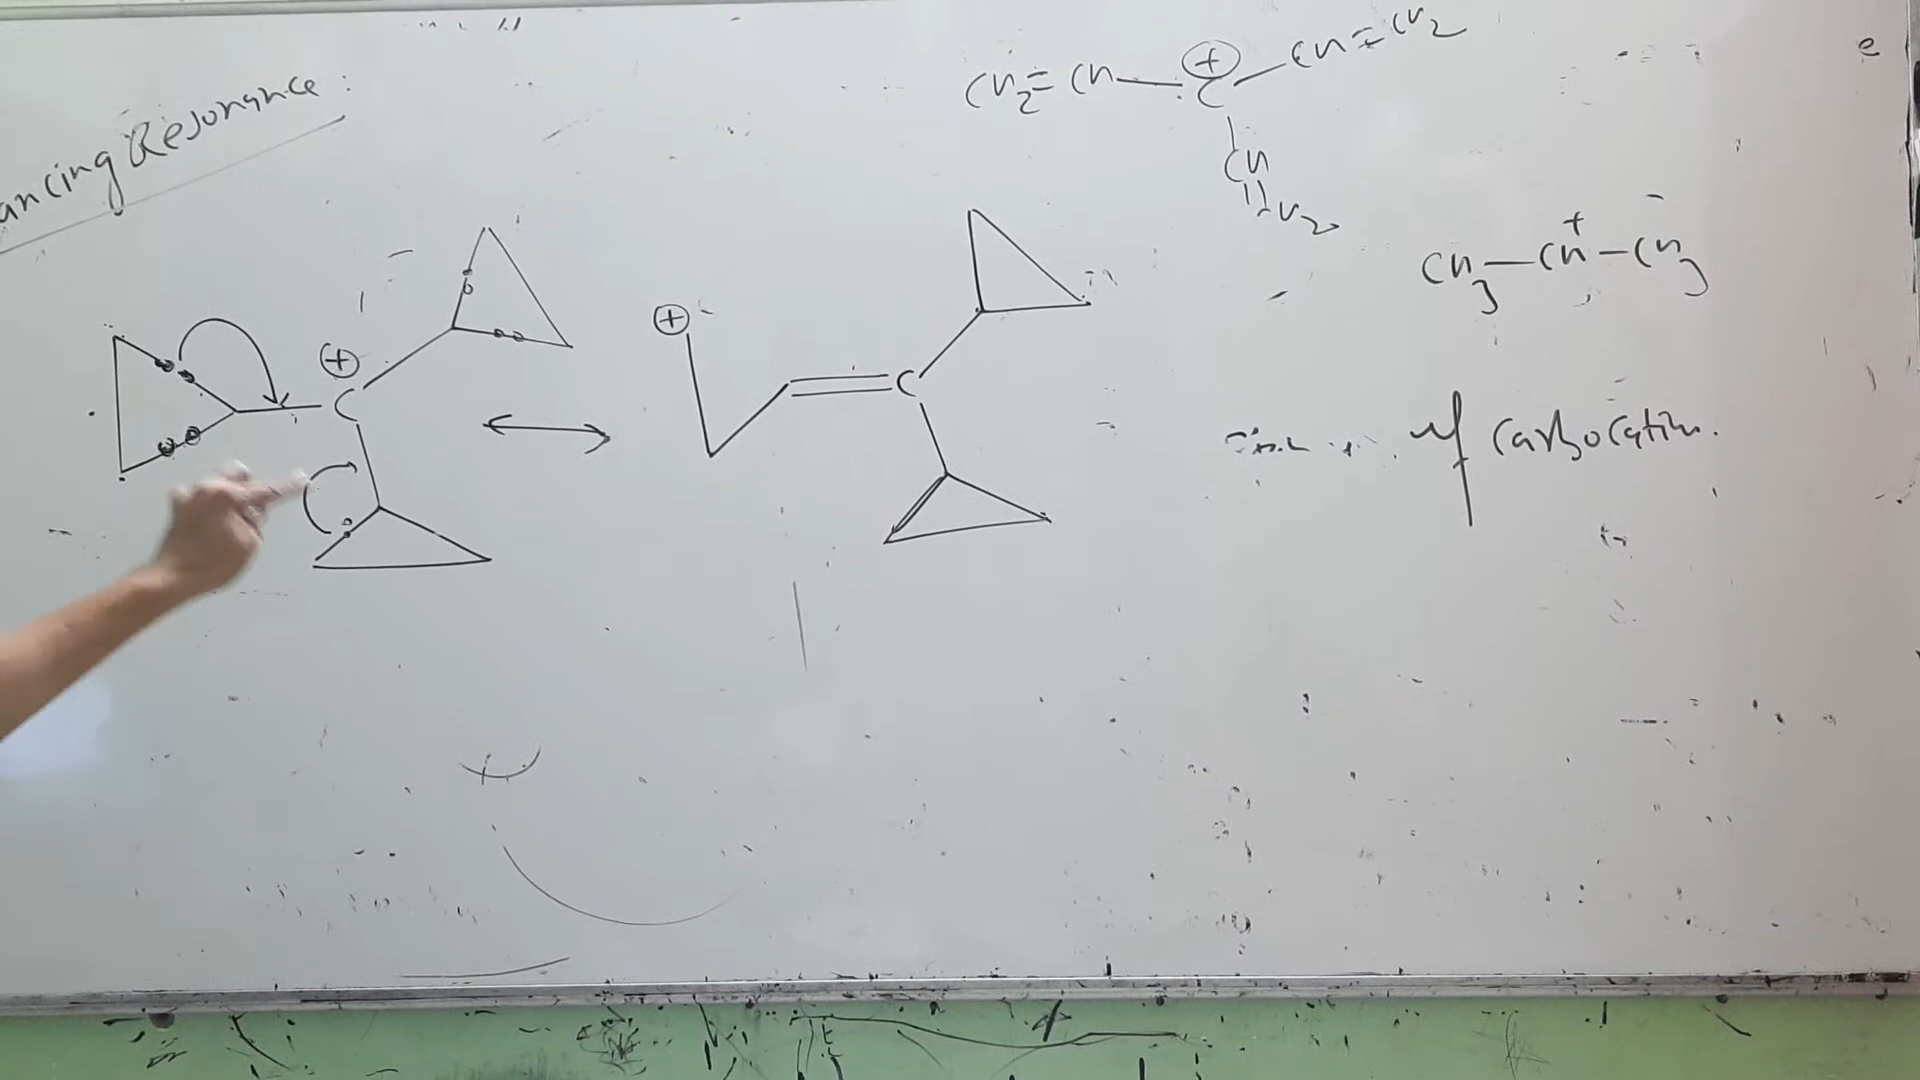 ancing Resonance :
CH2=CH—C—CH=CH2
⊕
CH
||
CH2
CH3—CH—CH3
+
⊕
C
⊕
C
of carbocation.